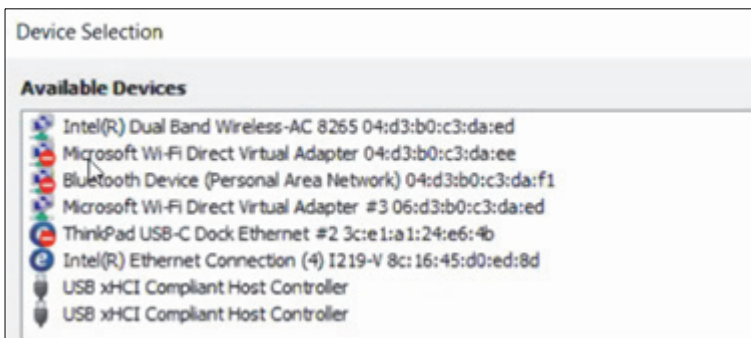 Device Selection
Available Devices
Intel(R) Dual Band Wireless-AC 8265 04:d3:b0:c3:da:ed
Microsoft Wi-Fi Direct Virtual Adapter 04:d3:b0:c3:da:ee
Bluetooth Device (Personal Area Network) 04:d3:b0:c3:da:f1
Microsoft Wi-Fi Direct Virtual Adapter #3 06:d3:b0:c3:da:ed
ThinkPad USB-C Dock Ethernet #2 3c:e1:a1:24:e6:4b
Intel(R) Ethernet Connection (4) I219-V 8c:16:45:d0:ed:8d
USB xHCI Compliant Host Controller
USB xHCI Compliant Host Controller